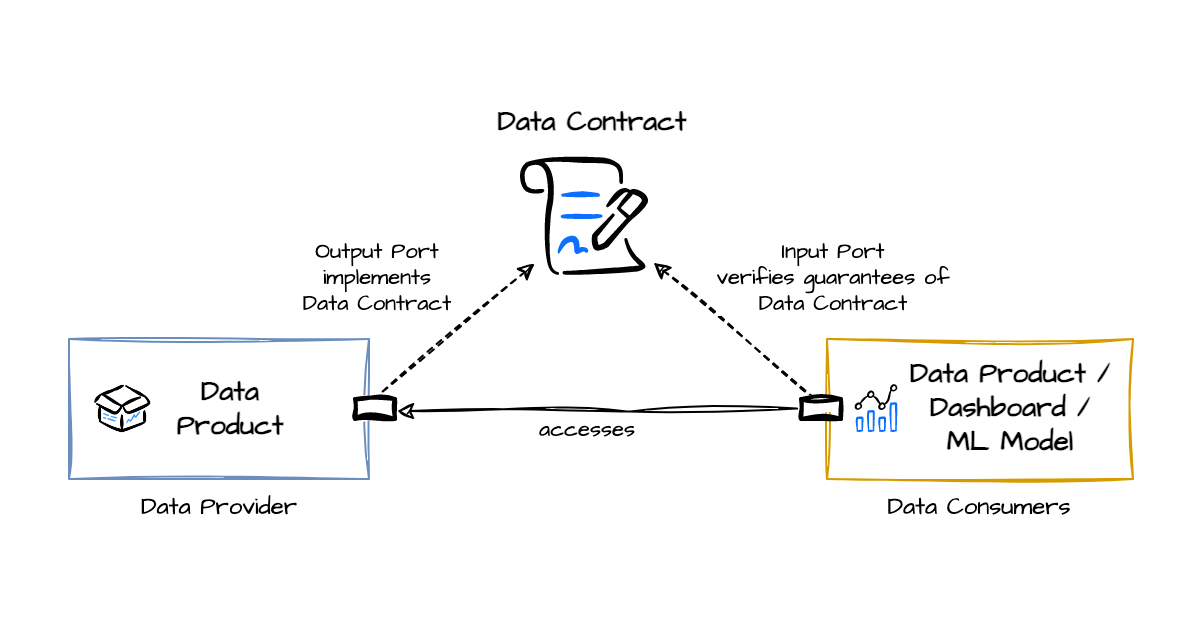 Data Contract
Output Port
implements
Data Contract
Input Port
verifies guarantees of
Data Contract
Data
Product
Data Product /
Dashboard /
ML Model
accesses
Data Provider
Data Consumers